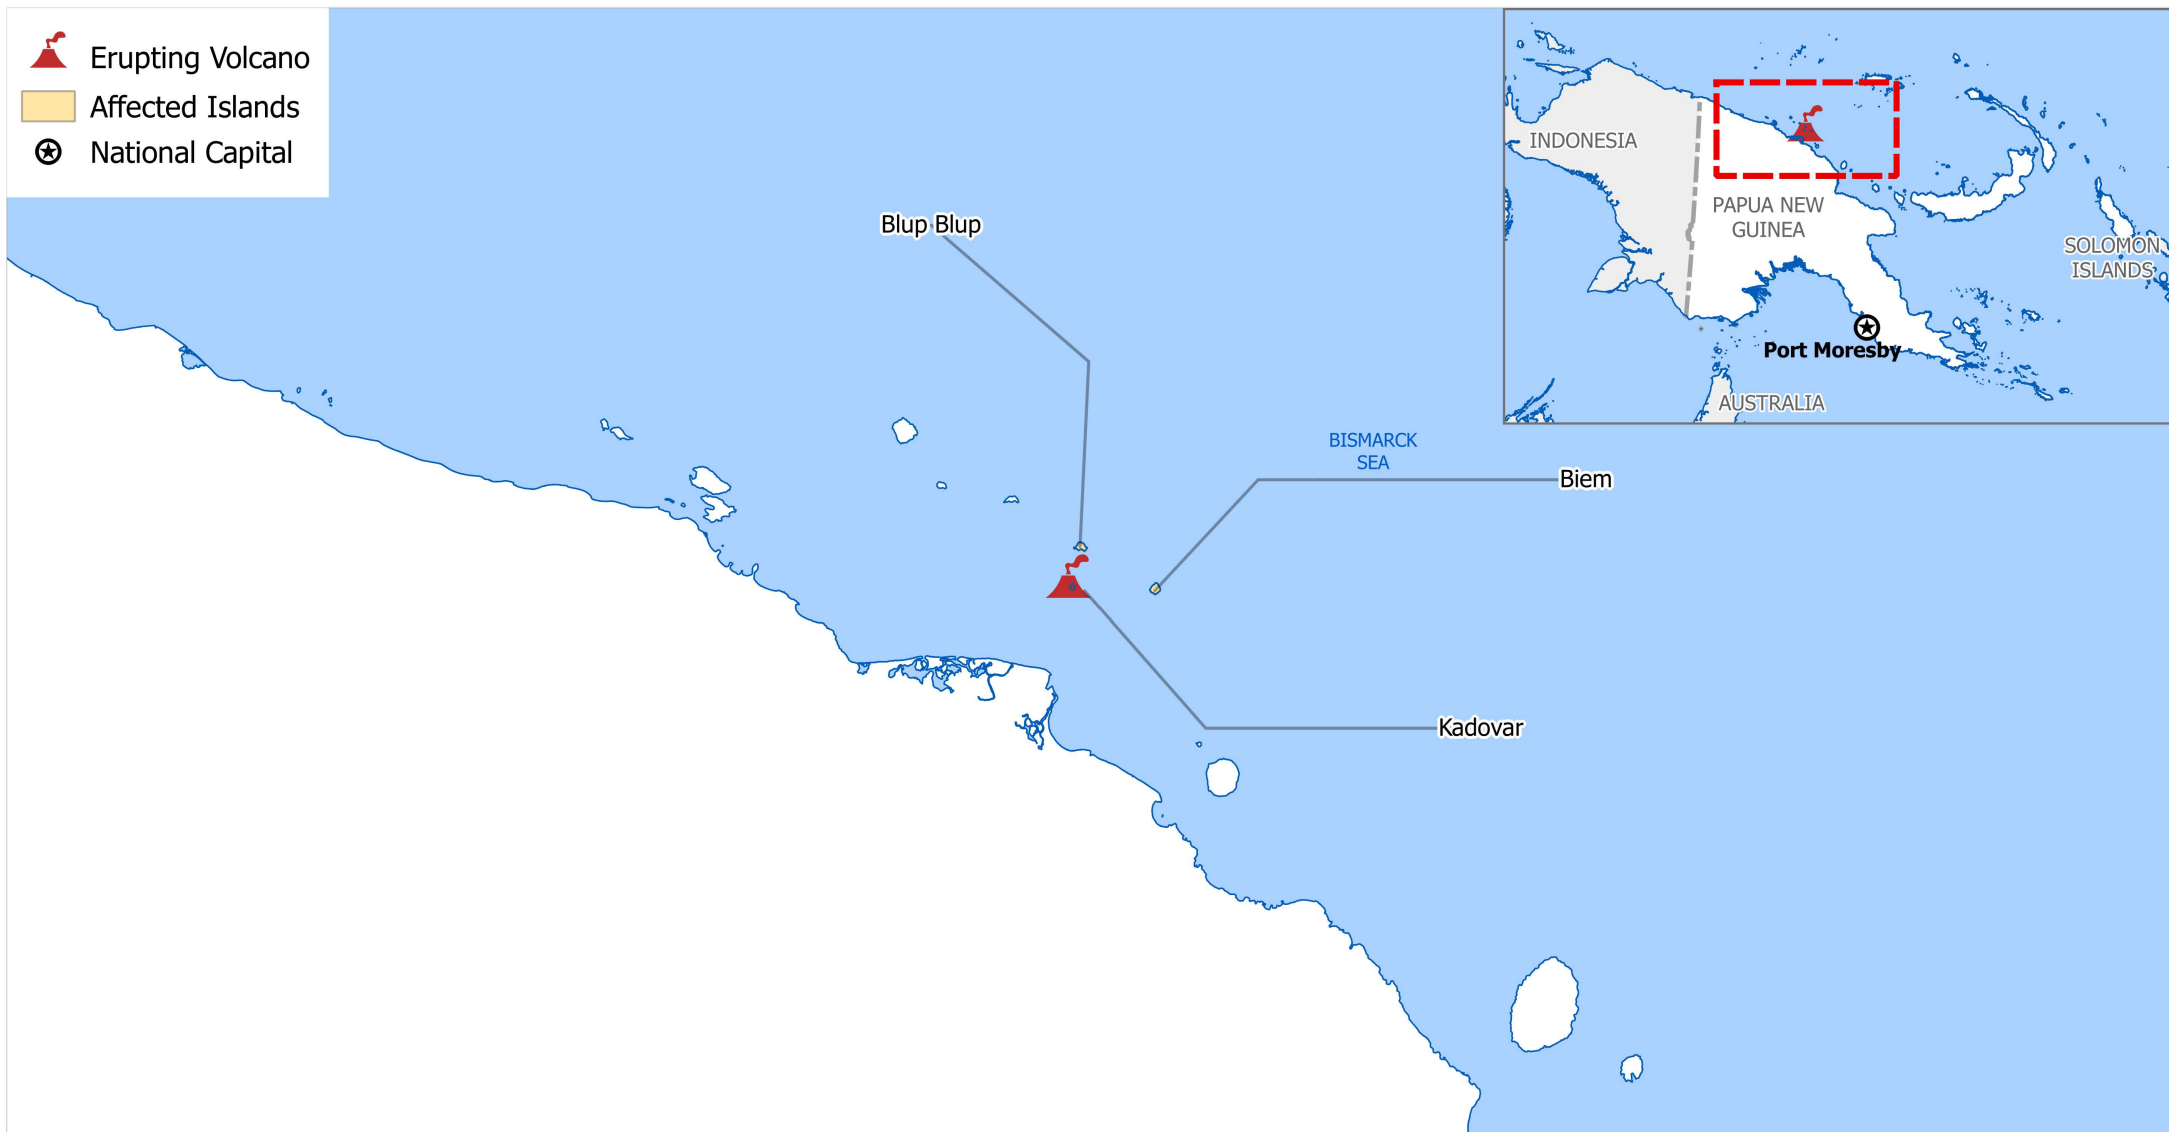 Erupting Volcano
Affected Islands
National Capital
INDONESIA
PAPUA NEW
GUINEA
SOLOMON
ISLANDS
Port Moresby
AUSTRALIA
Blup Blup
BISMARCK
SEA
Biem
Kadovar